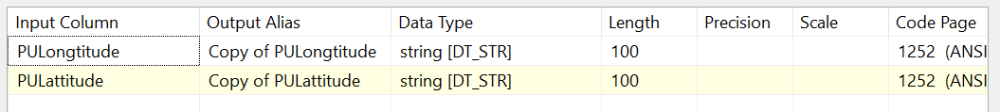 Input Column Output Alias Data Type Length Precision Scale Code Page
PULongtitude Copy of PULongtitude string [DT_STR] 100 1252 (ANSI
PULattitude Copy of PULattitude string [DT_STR] 100 1252 (ANSI